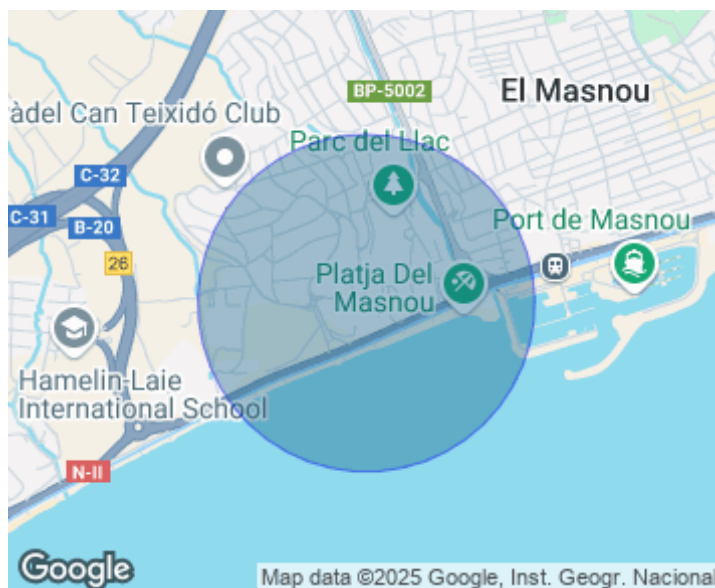 BP-5002
El Masnou
àdel Can Teixidó Club
Parc del Llac
C-32
C-31
B-20
Port de Masnou
26
Platja Del
Masnou
Hamelin-Laie
International School
N-II
Google
Map data ©2025 Google, Inst. Geogr. Nacional